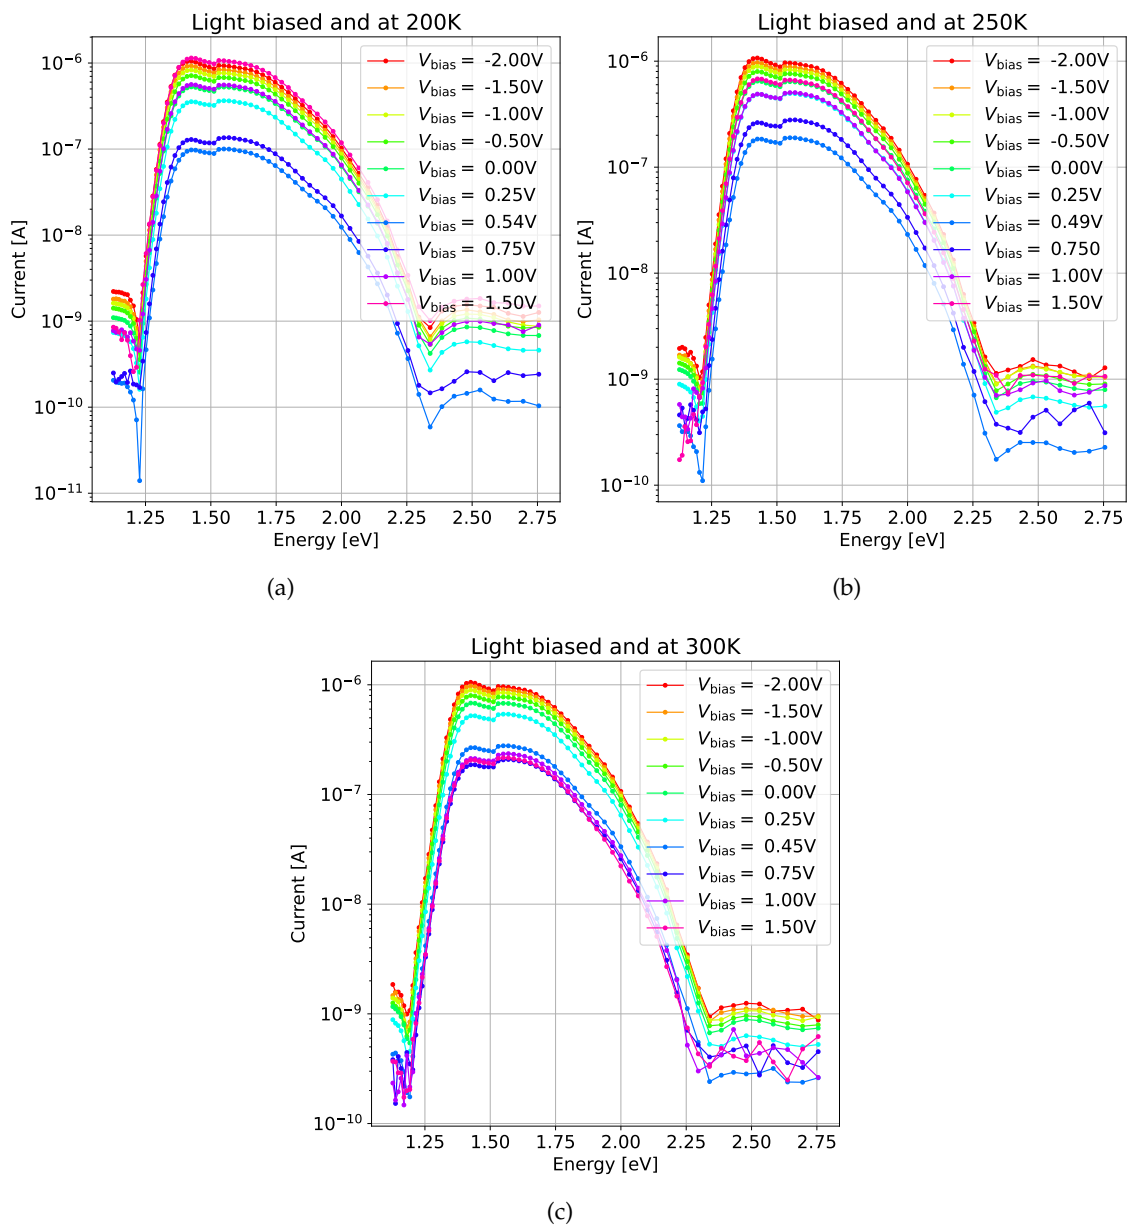 Light biased and at 200K
Current [A]
10⁻⁶
10⁻⁷
10⁻⁸
10⁻⁹
10⁻¹⁰
10⁻¹¹
V_bias = -2.00V
V_bias = -1.50V
V_bias = -1.00V
V_bias = -0.50V
V_bias = 0.00V
V_bias = 0.25V
V_bias = 0.54V
V_bias = 0.75V
V_bias = 1.00V
V_bias = 1.50V
1.25 1.50 1.75 2.00 2.25 2.50 2.75
Energy [eV]
(a)
Light biased and at 250K
Current [A]
10⁻⁶
10⁻⁷
10⁻⁸
10⁻⁹
10⁻¹⁰
V_bias = -2.00V
V_bias = -1.50V
V_bias = -1.00V
V_bias = -0.50V
V_bias = 0.00V
V_bias = 0.25V
V_bias = 0.49V
V_bias = 0.750
V_bias = 1.00V
V_bias = 1.50V
1.25 1.50 1.75 2.00 2.25 2.50 2.75
Energy [eV]
(b)
Light biased and at 300K
Current [A]
10⁻⁶
10⁻⁷
10⁻⁸
10⁻⁹
10⁻¹⁰
V_bias = -2.00V
V_bias = -1.50V
V_bias = -1.00V
V_bias = -0.50V
V_bias = 0.00V
V_bias = 0.25V
V_bias = 0.45V
V_bias = 0.75V
V_bias = 1.00V
V_bias = 1.50V
1.25 1.50 1.75 2.00 2.25 2.50 2.75
Energy [eV]
(c)